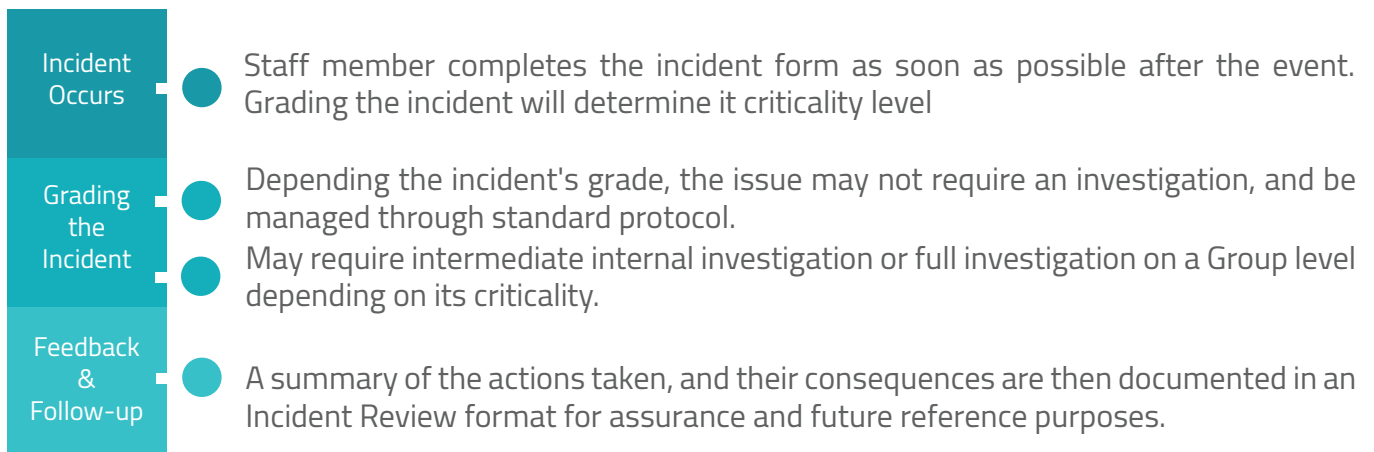 Incident
Occurs
Staff member completes the incident form as soon as possible after the event.
Grading the incident will determine it criticality level
Grading
the
Incident
Depending the incident's grade, the issue may not require an investigation, and be
managed through standard protocol.
May require intermediate internal investigation or full investigation on a Group level
depending on its criticality.
Feedback
&
Follow-up
A summary of the actions taken, and their consequences are then documented in an
Incident Review format for assurance and future reference purposes.